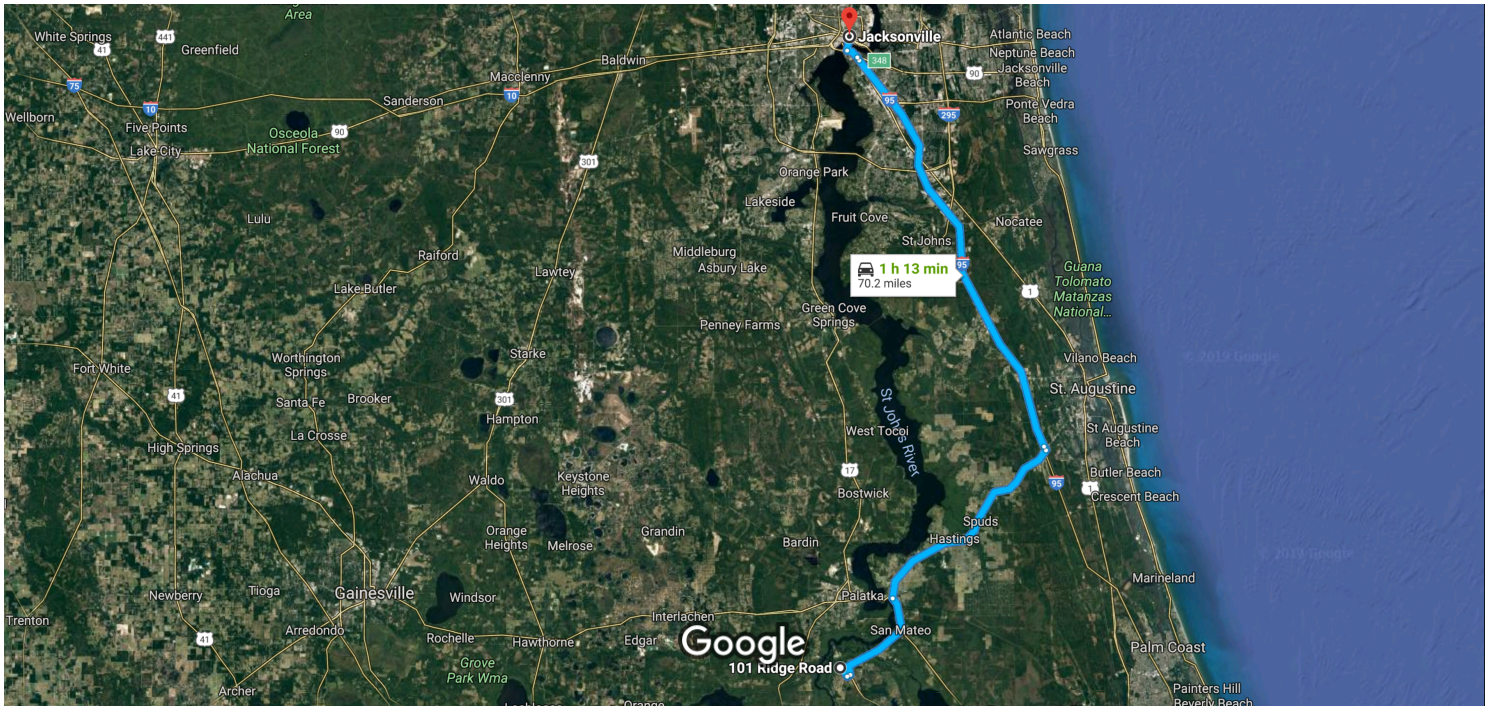 Area
White Springs
41
441
Greenfield
Jacksonville
Atlantic Beach
Neptune Beach
Jacksonville
Beach
348
90
Baldwin
Macclenny
10
75
10
Sanderson
95
295
Ponte Vedra
Beach
Wellborn
Five Points
Osceola
National Forest
90
Lake City
Sawgrass
301
Orange Park
Lakeside
Lulu
Fruit Cove
Nocatee
St Johns
Raiford
Middleburg
Asbury Lake
Lawtey
1 h 13 min
70.2 miles
95
Guana
Tolomato
Matanzas
National...
1
Lake Butler
Green Cove
Springs
Penney Farms
Worthington
Springs
Starke
Vilano Beach
© 2019 Google
Fort White
41
St. Augustine
Santa Fe
Brooker
301
Hampton
St Johns River
La Crosse
West Tocoi
St Augustine
Beach
High Springs
Alachua
Waldo
Keystone
Heights
17
95
Butler Beach
1
Crescent Beach
Bostwick
Spuds
Hastings
Orange
Heights
Melrose
Grandin
Bardin
© 2019 Google
Marineland
Newberry
Tioga
Gainesville
Windsor
Palatka
Trenton
Interlachen
Arredondo
41
Rochelle
Hawthorne
Edgar
Google
San Mateo
Palm Coast
101 Ridge Road
Grove
Park Wma
Archer
Painters Hill
Beverly Beach
Orange